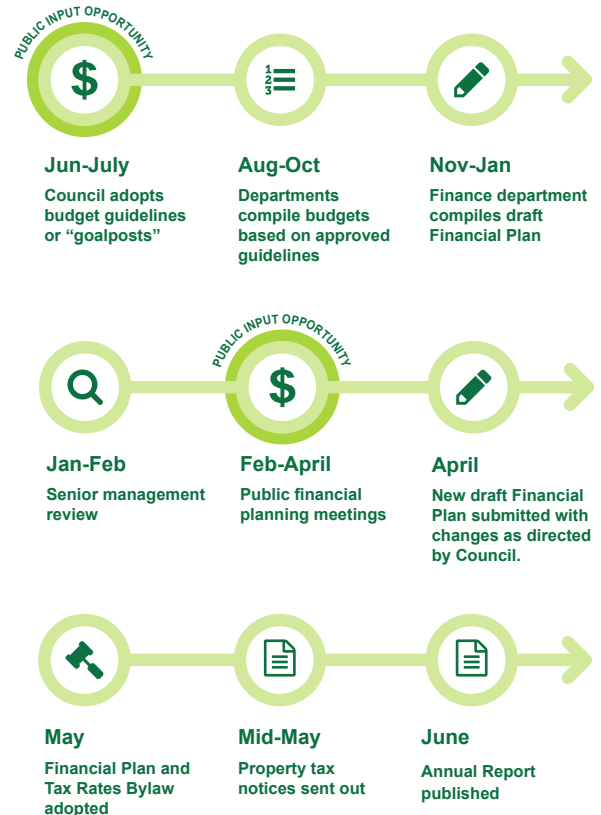 PUBLIC INPUT OPPORTUNITY
$
1
2
3
Jun-July
Council adopts
budget guidelines
or “goalposts”
Aug-Oct
Departments
compile budgets
based on approved
guidelines
Nov-Jan
Finance department
compiles draft
Financial Plan
PUBLIC INPUT OPPORTUNITY
$
Jan-Feb
Senior management
review
Feb-April
Public financial
planning meetings
April
New draft Financial
Plan submitted with
changes as directed
by Council.
May
Financial Plan and
Tax Rates Bylaw
adopted
Mid-May
Property tax
notices sent out
June
Annual Report
published